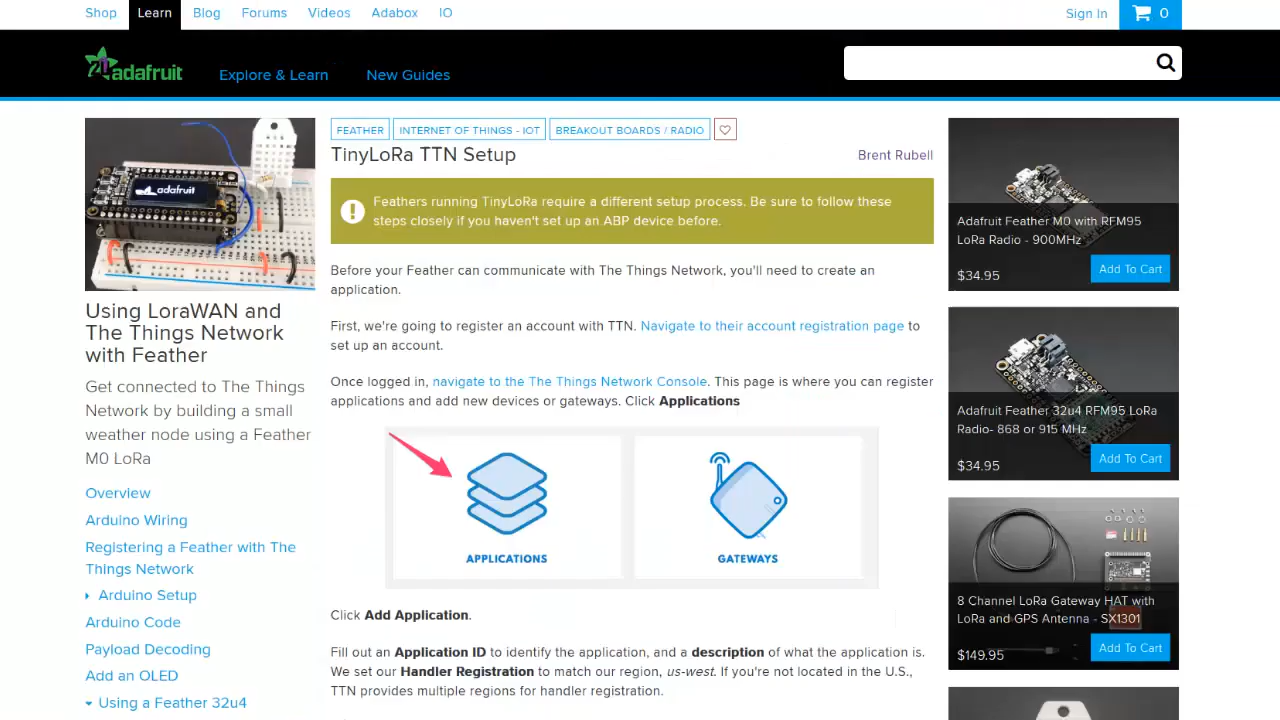 Shop Learn Blog Forums Videos Adabox IO Sign In 0
adafruit Explore & Learn New Guides
adafruit
Using LoraWAN and
The Things Network
with Feather
Get connected to The Things
Network by building a small
weather node using a Feather
M0 LoRa
Overview
Arduino Wiring
Registering a Feather with The
Things Network
Arduino Setup
Arduino Code
Payload Decoding
Add an OLED
Using a Feather 32u4
FEATHER INTERNET OF THINGS - IOT BREAKOUT BOARDS / RADIO
TinyLoRa TTN Setup
Brent Rubell
Feathers running TinyLoRa require a different setup process. Be sure to follow these
steps closely if you haven't set up an ABP device before.
Before your Feather can communicate with The Things Network, you'll need to create an
application.
First, we're going to register an account with TTN. Navigate to their account registration page to
set up an account.
Once logged in, navigate to the The Things Network Console. This page is where you can register
applications and add new devices or gateways. Click Applications
APPLICATIONS GATEWAYS
Click Add Application.
Fill out an Application ID to identify the application, and a description of what the application is.
We set our Handler Registration to match our region, us-west. If you're not located in the U.S.,
TTN provides multiple regions for handler registration.
Adafruit Feather M0 with RFM95
LoRa Radio - 900MHz
$34.95 Add To Cart
Adafruit Feather 32u4 RFM95 LoRa
Radio- 868 or 915 MHz
$34.95 Add To Cart
8 Channel LoRa Gateway HAT with
LoRa and GPS Antenna - SX1301
$149.95 Add To Cart